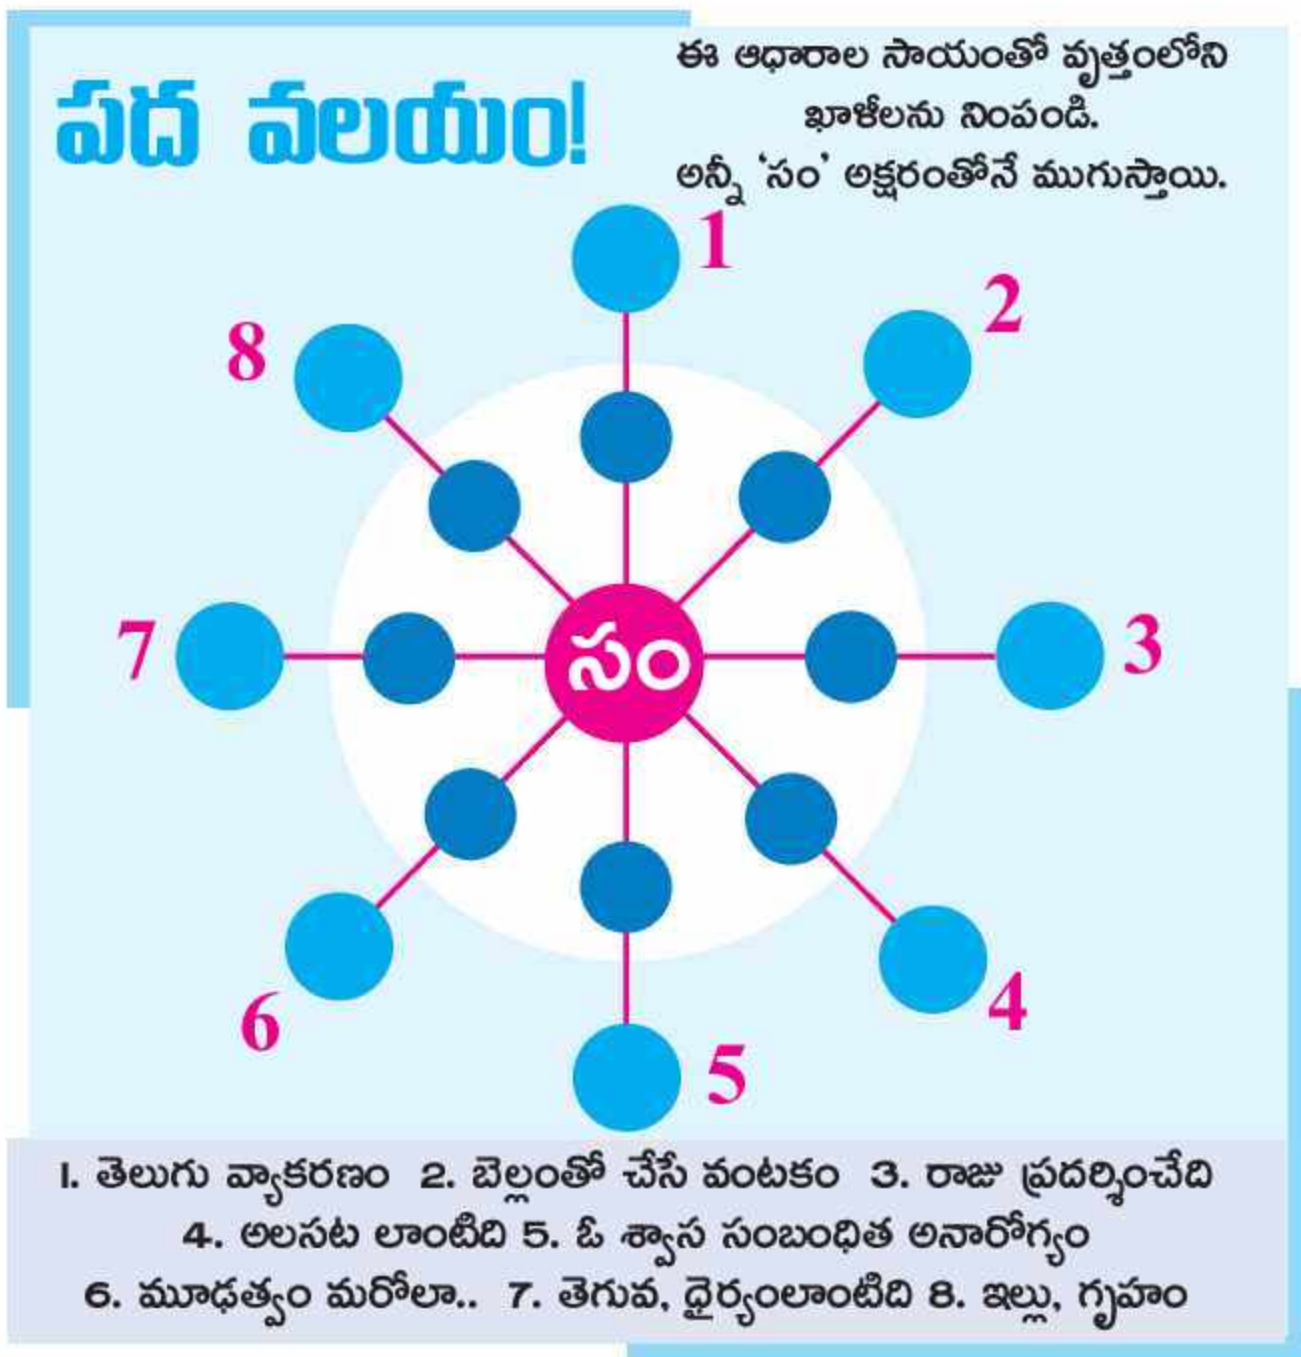 పద వలయం!
ఈ ఆధారాల సాయంతో వృత్తంలోని
ఖాళీలను నింపండి.
అన్నీ ‘సం’ అక్షరంతోనే ముగుస్తాయి.
1
2
8
7
సం
3
6
4
5
1. తెలుగు వ్యాకరణం 2. బెల్లంతో చేసే వంటకం 3. రాజు ప్రదర్శించేది
4. అలసట లాంటిది 5. ఓ శ్వాస సంబంధిత అనారోగ్యం
6. మూఢత్వం మరోలా.. 7. తెగువ, ధైర్యంలాంటిది 8. ఇల్లు, గృహం